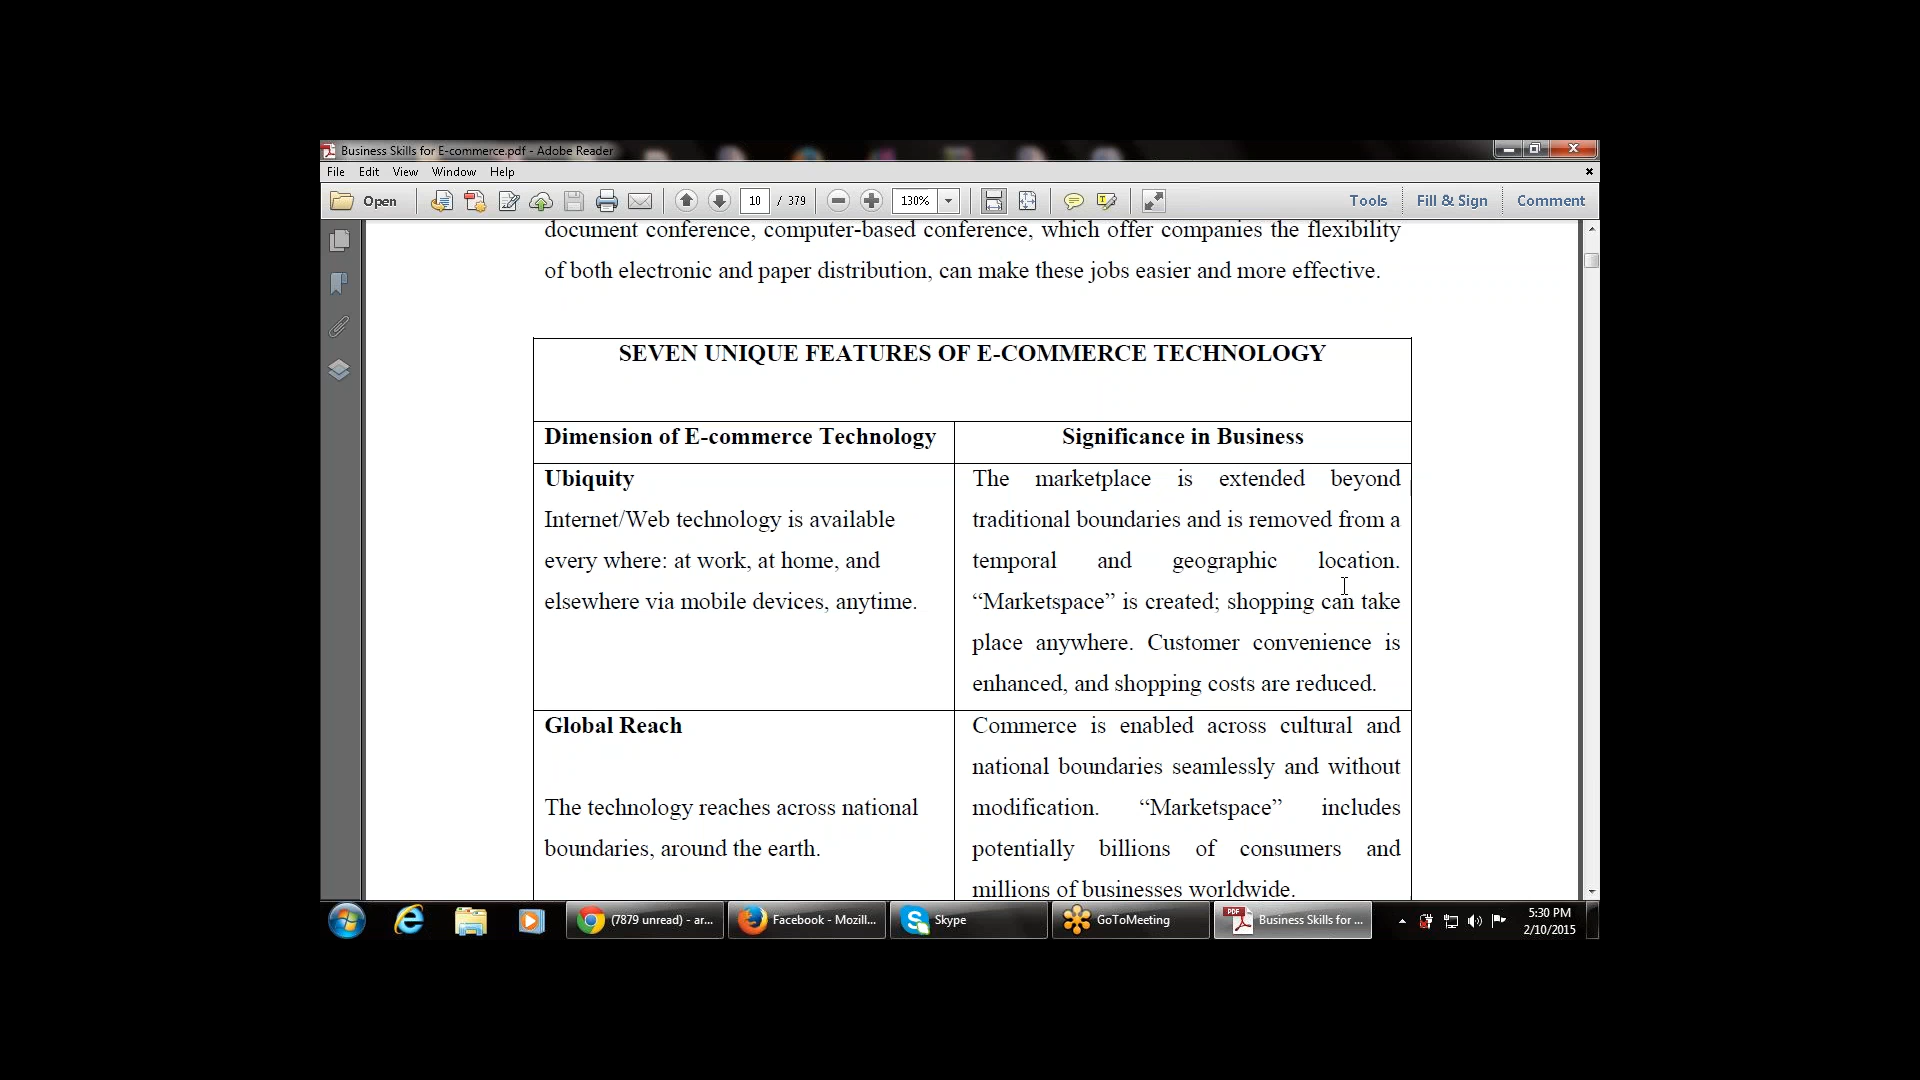 Business Skills for E-commerce.pdf - Adobe Reader
File Edit View Window Help
Open 10 / 379 130% Tools Fill & Sign Comment
document conference, computer-based conference, which offer companies the flexibility
of both electronic and paper distribution, can make these jobs easier and more effective.
SEVEN UNIQUE FEATURES OF E-COMMERCE TECHNOLOGY
Dimension of E-commerce Technology
Significance in Business
Ubiquity
Internet/Web technology is available
every where: at work, at home, and
elsewhere via mobile devices, anytime.
The marketplace is extended beyond
traditional boundaries and is removed from a
temporal and geographic location.
“Marketspace” is created; shopping can take
place anywhere. Customer convenience is
enhanced, and shopping costs are reduced.
Global Reach
The technology reaches across national
boundaries, around the earth.
Commerce is enabled across cultural and
national boundaries seamlessly and without
modification. “Marketspace” includes
potentially billions of consumers and
millions of businesses worldwide.
(7879 unread) - ar... Facebook - Mozill... Skype GoToMeeting PDF Business Skills for ... 5:30 PM
2/10/2015